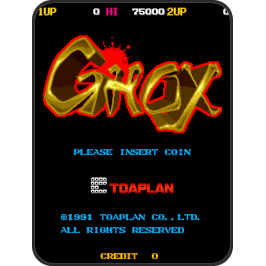 1UP 0 HI 75000 2UP 0
GHOX
PLEASE INSERT COIN
TOAPLAN
©1991 TOAPLAN CO.,LTD.
ALL RIGHTS RESERVED
CREDIT 0